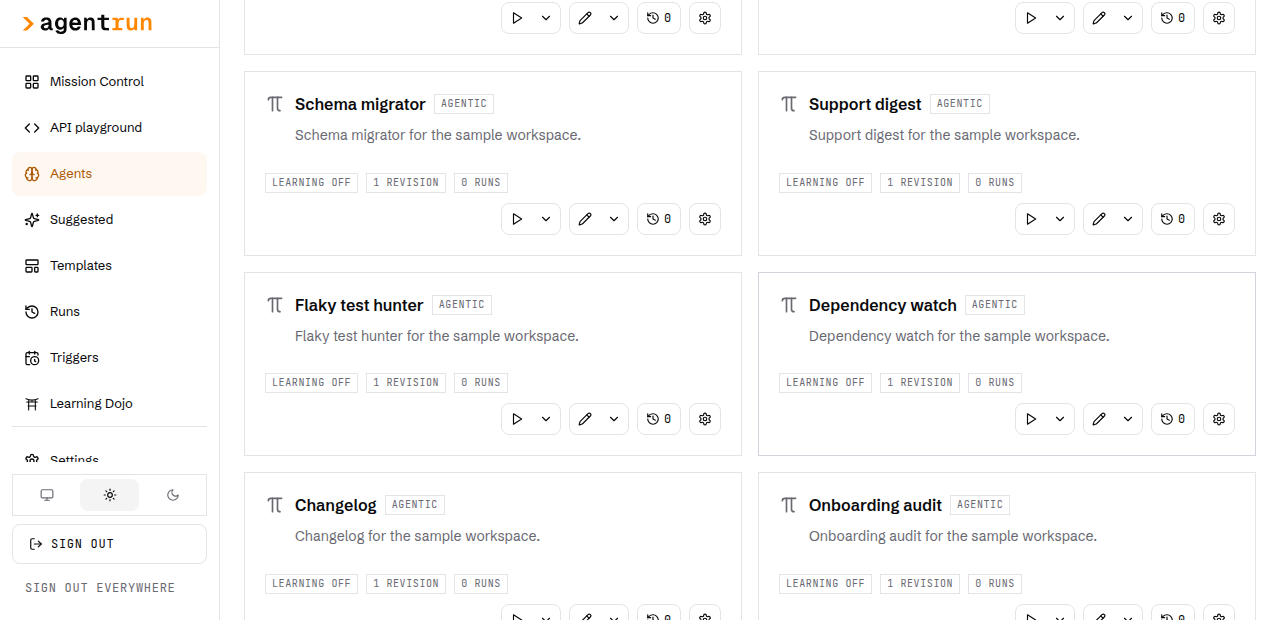 agentrun
Mission Control
API playground
Agents
Suggested
Templates
Runs
Triggers
Learning Dojo
Settings
SIGN OUT
SIGN OUT EVERYWHERE
0
0
Schema migrator AGENTIC
Schema migrator for the sample workspace.
LEARNING OFF 1 REVISION 0 RUNS
0
Support digest AGENTIC
Support digest for the sample workspace.
LEARNING OFF 1 REVISION 0 RUNS
0
Flaky test hunter AGENTIC
Flaky test hunter for the sample workspace.
LEARNING OFF 1 REVISION 0 RUNS
0
Dependency watch AGENTIC
Dependency watch for the sample workspace.
LEARNING OFF 1 REVISION 0 RUNS
0
Changelog AGENTIC
Changelog for the sample workspace.
LEARNING OFF 1 REVISION 0 RUNS
0
Onboarding audit AGENTIC
Onboarding audit for the sample workspace.
LEARNING OFF 1 REVISION 0 RUNS
0